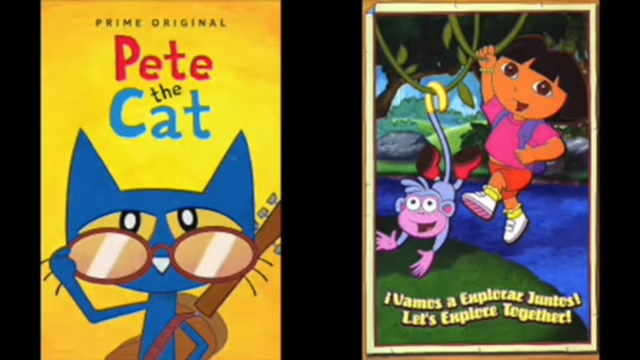 PRIME ORIGINAL
Pete
the
Cat
¡Vamos a Explorar Juntos!
Let's Explore Together!